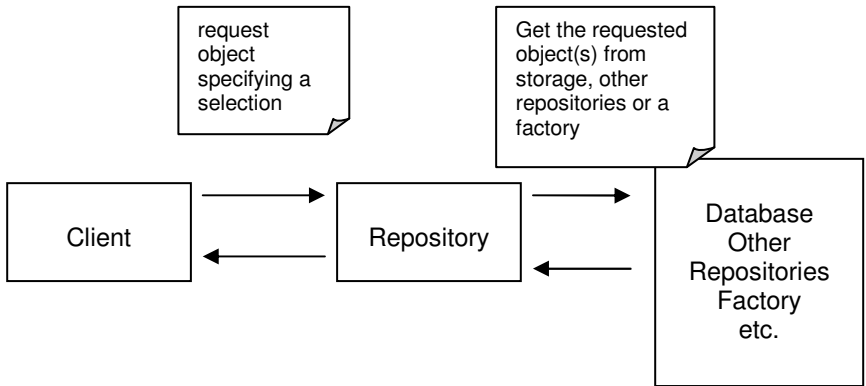 request
object
specifying a
selection
Get the requested
object(s) from
storage, other
repositories or a
factory
Client
Repository
Database
Other
Repositories
Factory
etc.